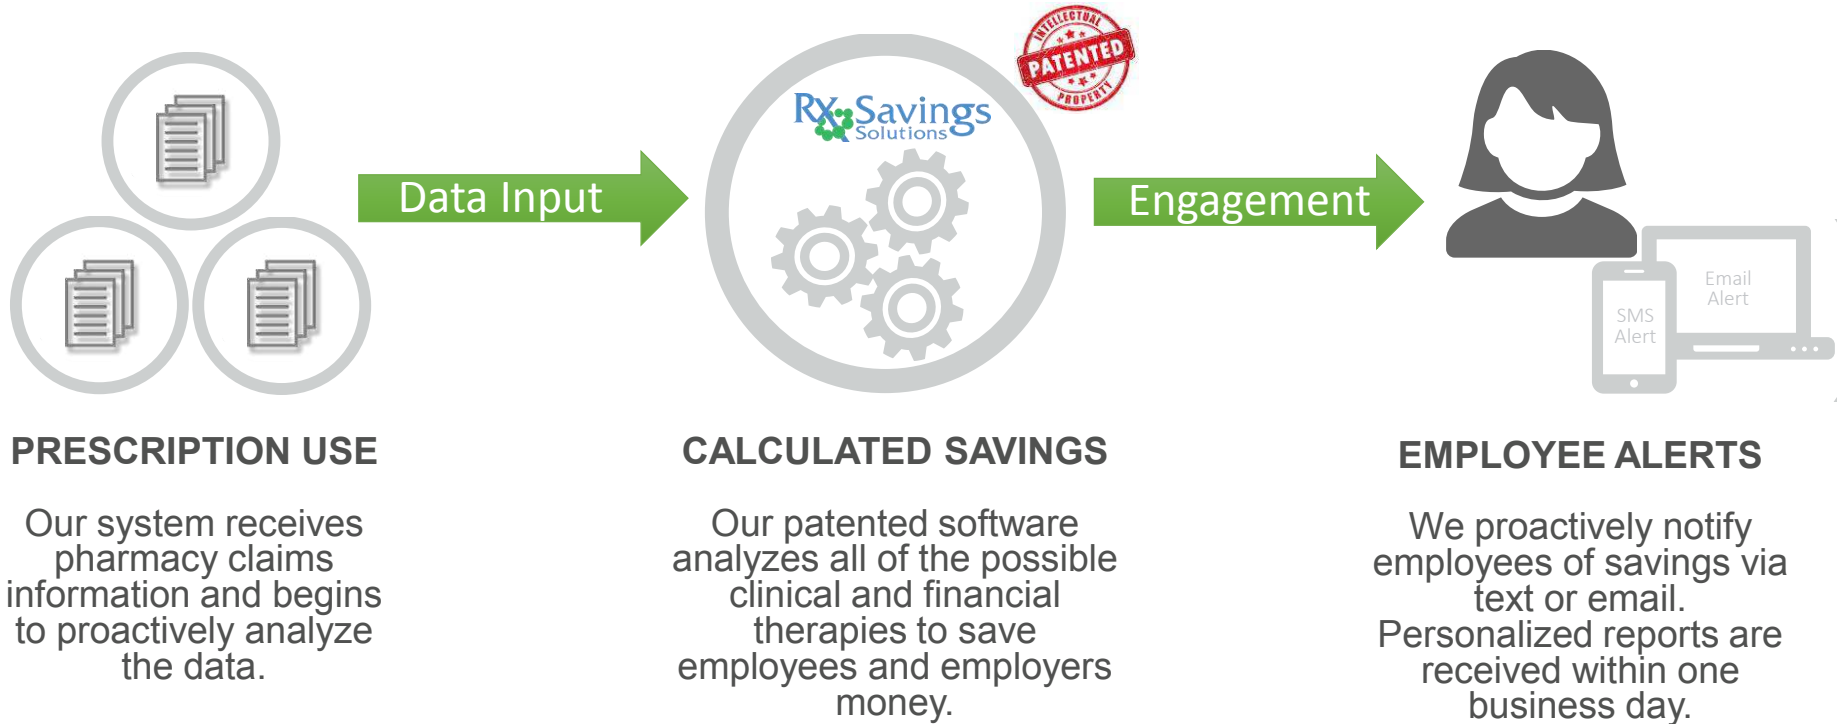 INTELLECTUAL
PATENTED
PROPERTY
Rx Savings
Solutions
Data Input
Engagement
Email
Alert
SMS
Alert
PRESCRIPTION USE
Our system receives
pharmacy claims
information and begins
to proactively analyze
the data.
CALCULATED SAVINGS
Our patented software
analyzes all of the possible
clinical and financial
therapies to save
employees and employers
money.
EMPLOYEE ALERTS
We proactively notify
employees of savings via
text or email.
Personalized reports are
received within one
business day.